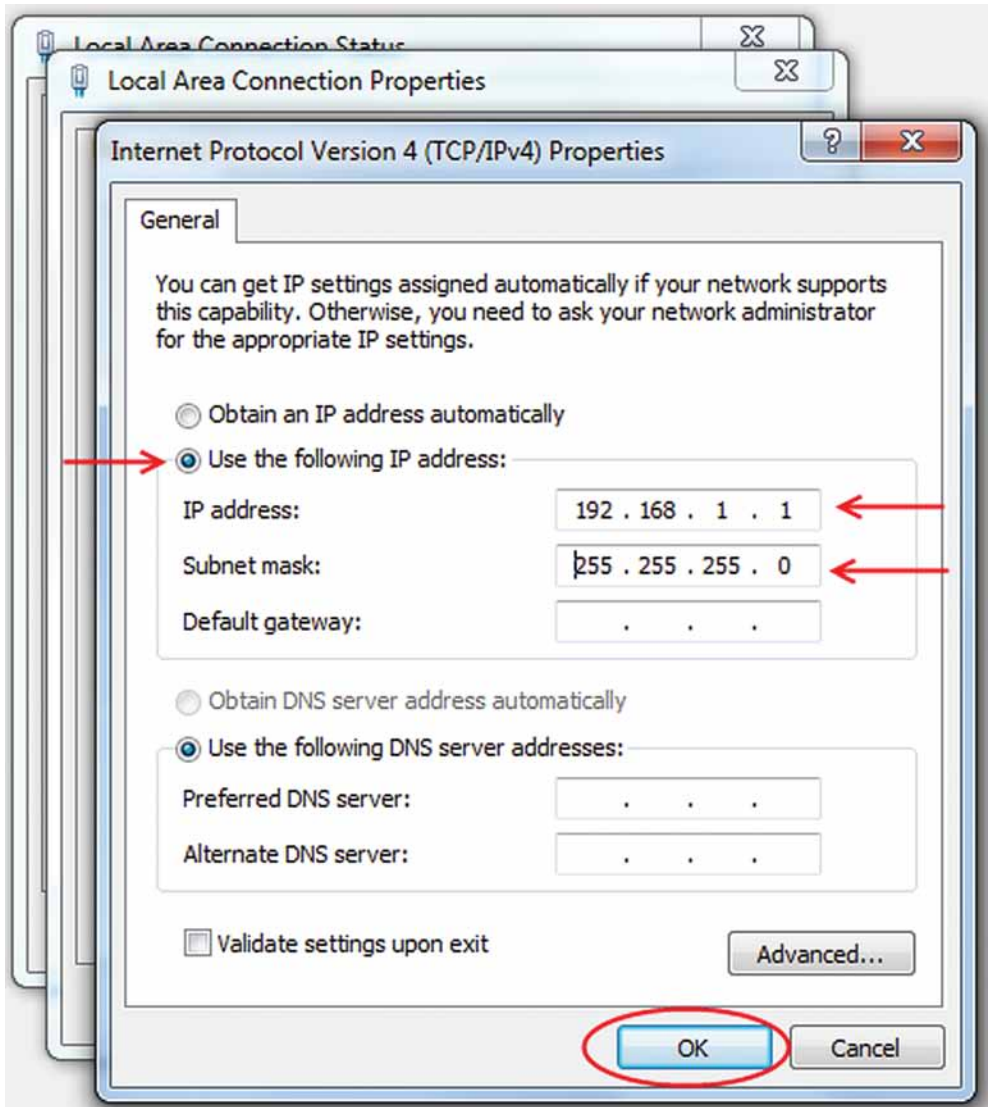 Local Area Connection Status
Local Area Connection Properties
Internet Protocol Version 4 (TCP/IPv4) Properties
General
You can get IP settings assigned automatically if your network supports
this capability. Otherwise, you need to ask your network administrator
for the appropriate IP settings.
Obtain an IP address automatically
Use the following IP address:
IP address: 192 . 168 . 1 . 1
Subnet mask: 255 . 255 . 255 . 0
Default gateway: . . .
Obtain DNS server address automatically
Use the following DNS server addresses:
Preferred DNS server: . . .
Alternate DNS server: . . .
Validate settings upon exit
Advanced...
OK Cancel